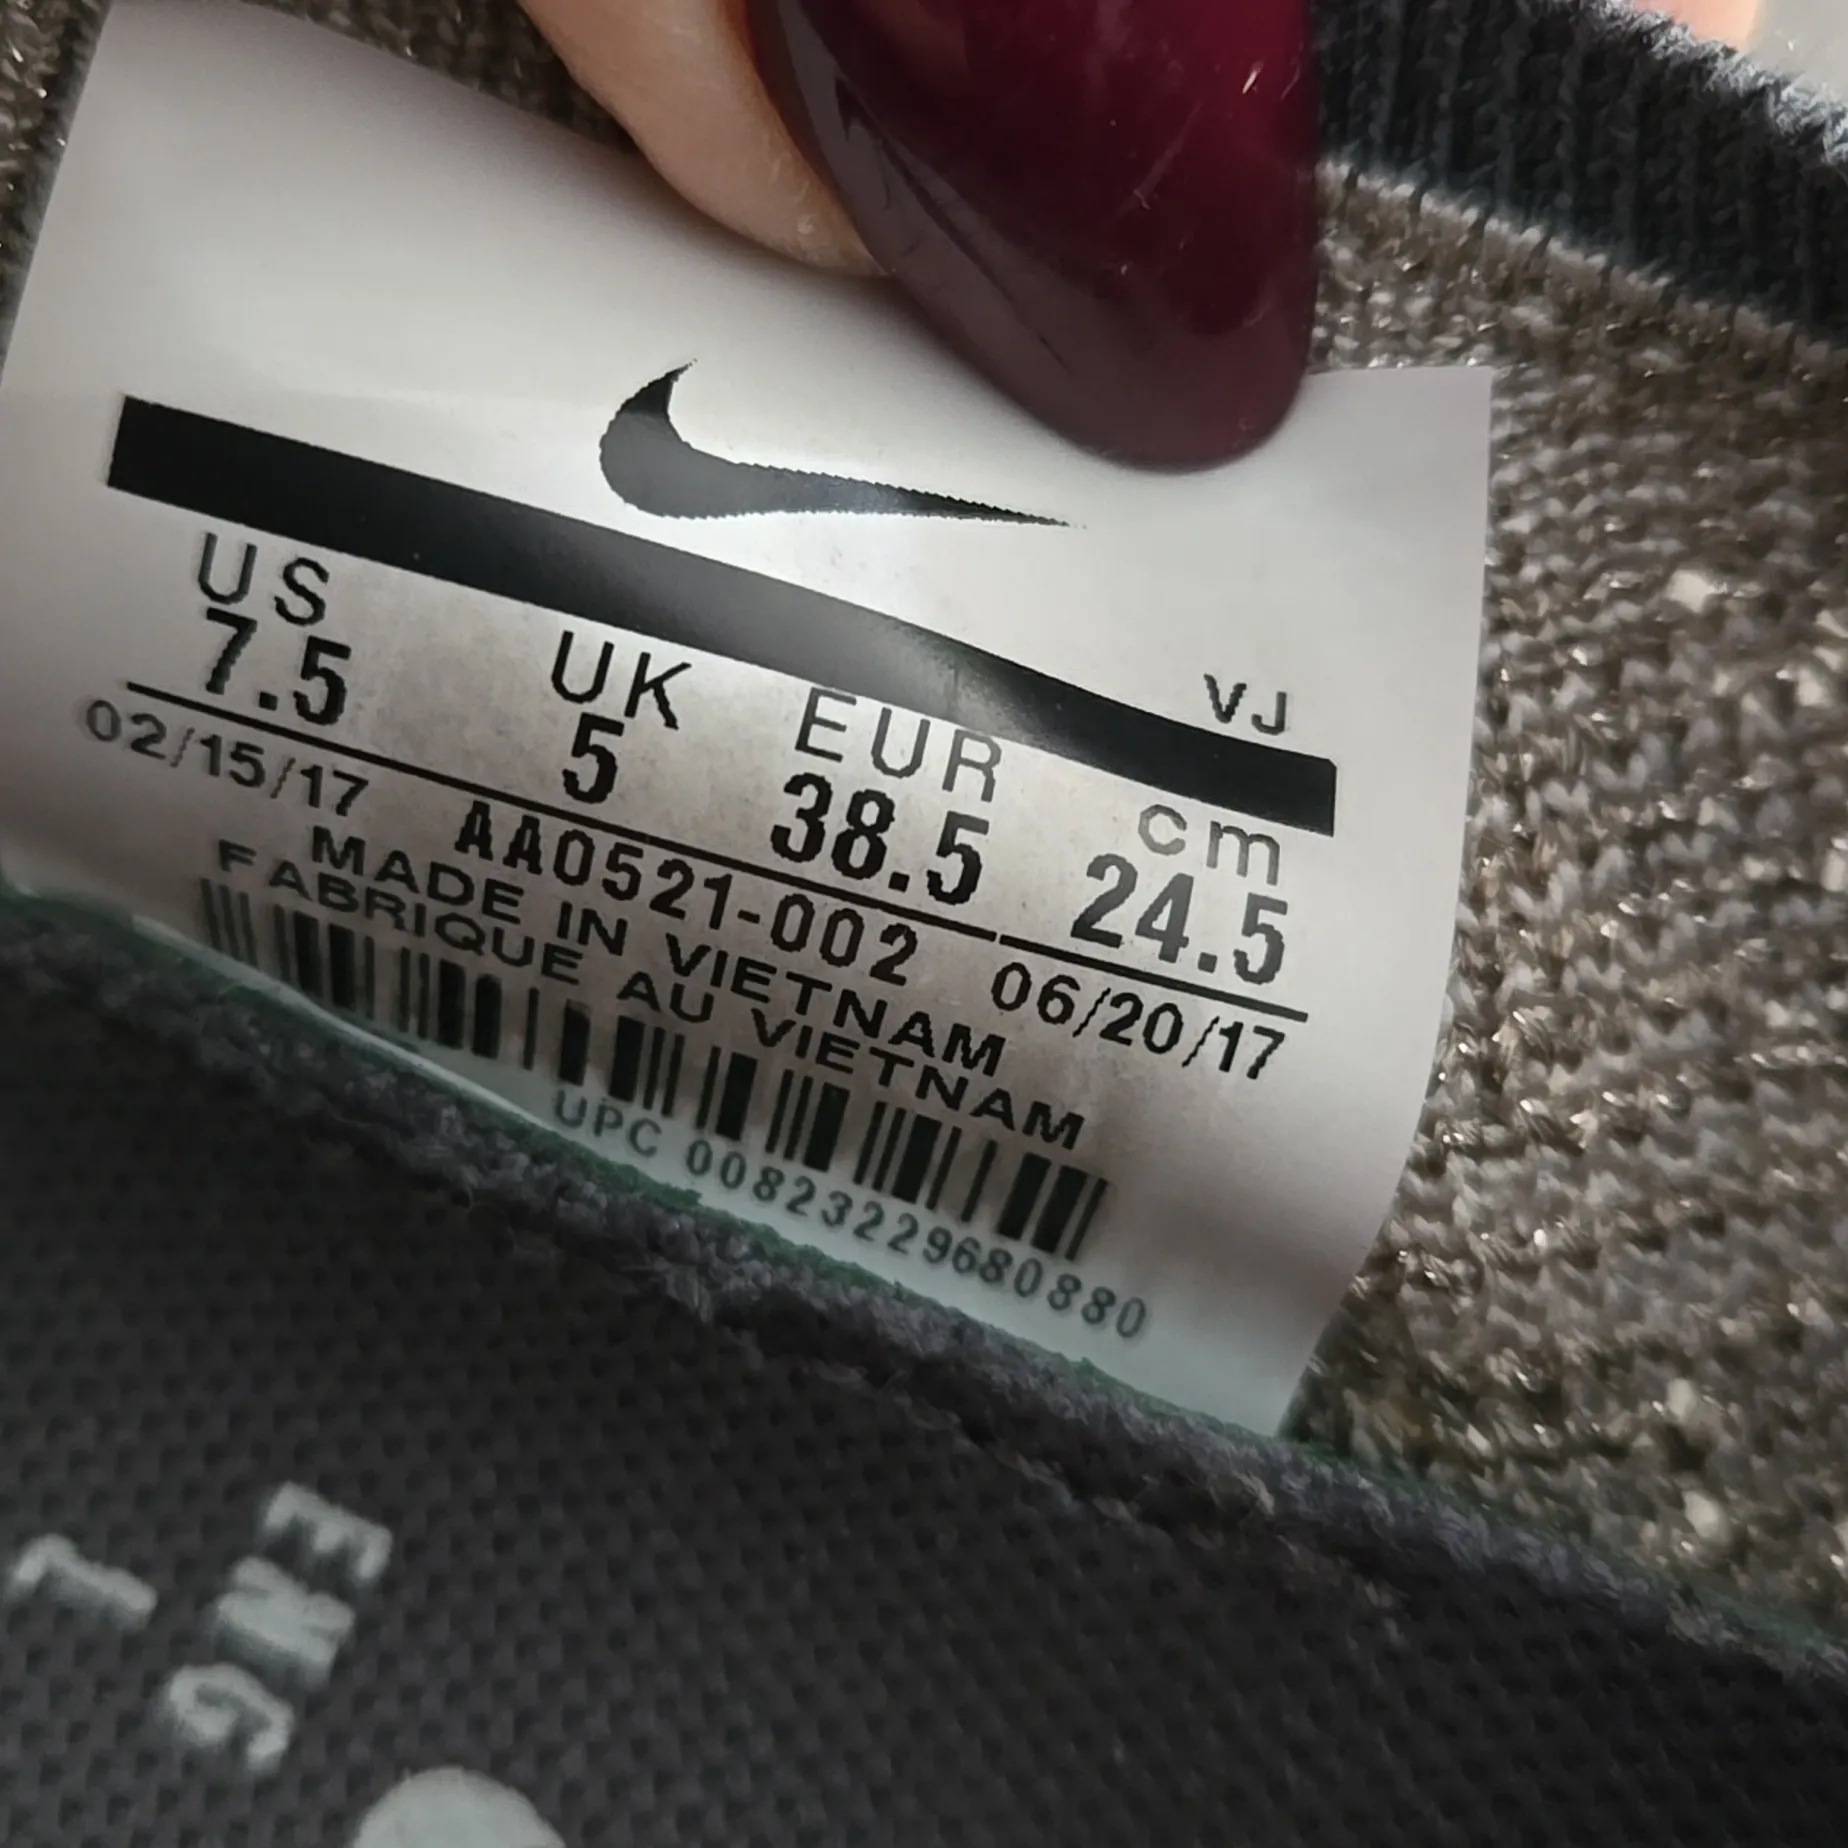 VJ
US UK EUR cm
7.5 5 38.5 24.5
02/15/17 AA0521-002 06/20/17
MADE IN VIETNAM
FABRIQUE AU VIETNAM
UPC 00823229680880